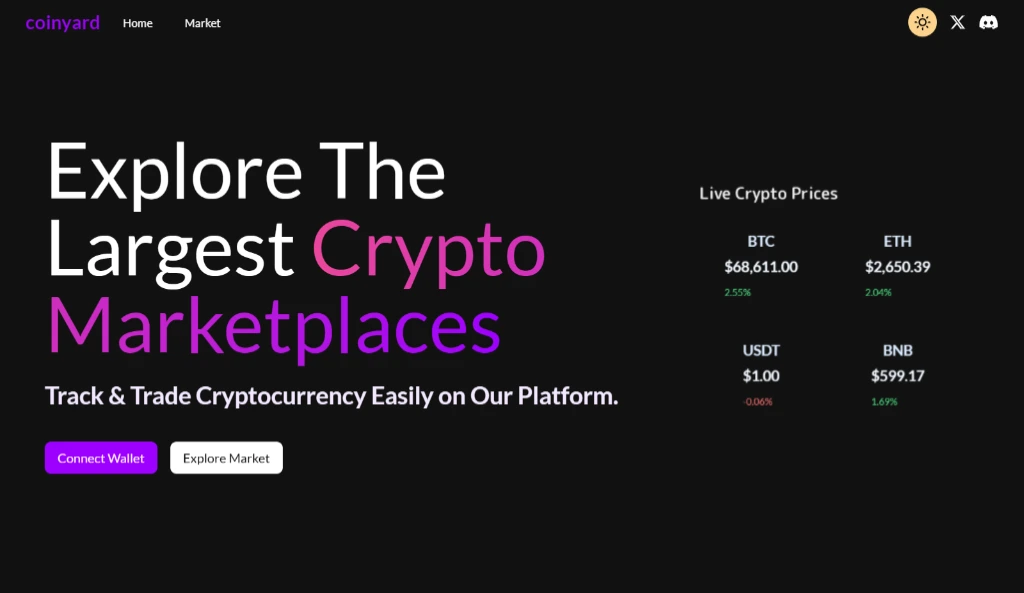 coinyard
Home
Market
Explore The
Largest Crypto
Marketplaces
Track & Trade Cryptocurrency Easily on Our Platform.
Connect Wallet
Explore Market
Live Crypto Prices
BTC
$68,611.00
2.55%
ETH
$2,650.39
2.04%
USDT
$1.00
-0.06%
BNB
$599.17
1.69%